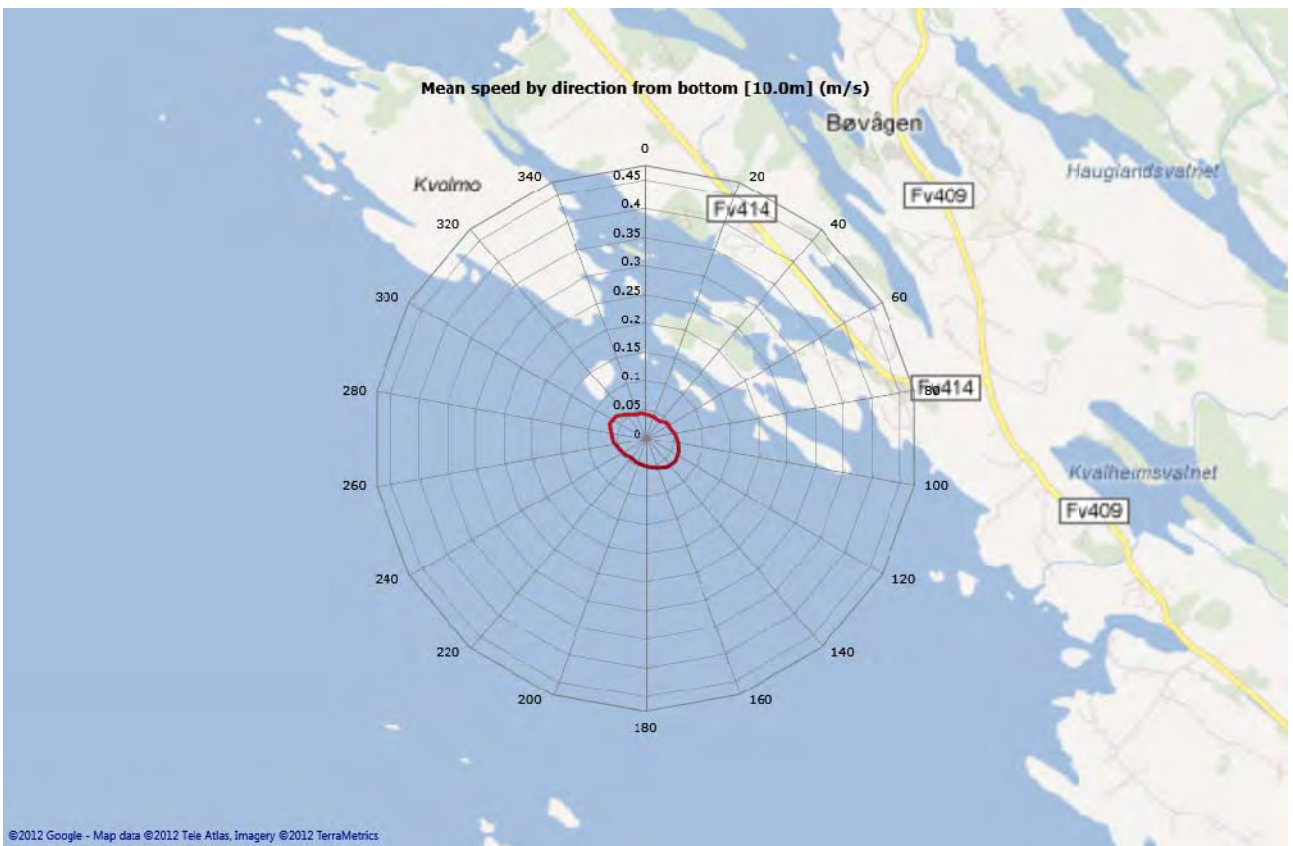 Mean speed by direction from bottom [10.0m] (m/s)
Bøvågen
0
Hauglandsvatnet
340
0.45
20
Kvolmo
Fv409
0.4
Fv414
320
0.35
40
0.3
300
0.25
60
0.2
0.15
280
0.1
80
Fv414
0.05
0
Kvalheimsvatnet
260
100
Fv409
240
120
220
140
200
160
180
©2012 Google - Map data ©2012 Tele Atlas, Imagery ©2012 TerraMetrics